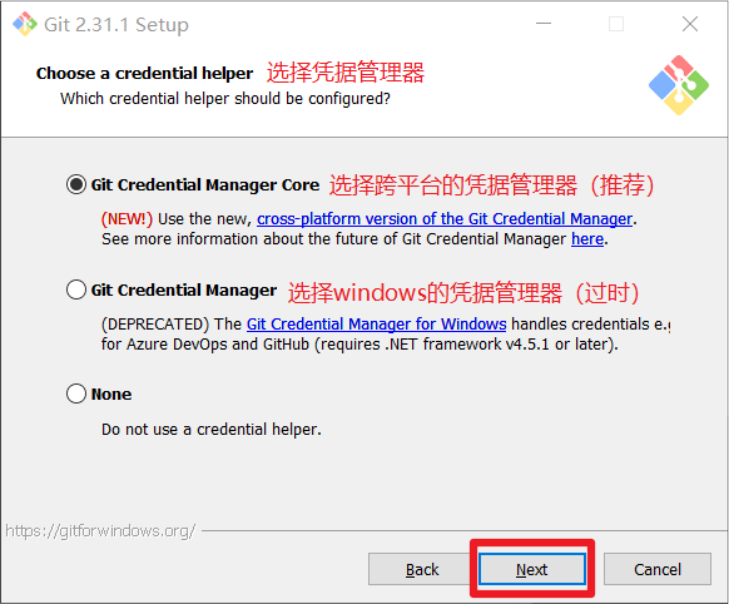 Git 2.31.1 Setup
Choose a credential helper 选择凭据管理器
Which credential helper should be configured?
Git Credential Manager Core 选择跨平台的凭据管理器（推荐）
(NEW!) Use the new, cross-platform version of the Git Credential Manager.
See more information about the future of Git Credential Manager here.
Git Credential Manager 选择windows的凭据管理器（过时）
(DEPRECATED) The Git Credential Manager for Windows handles credentials e.
for Azure DevOps and GitHub (requires .NET framework v4.5.1 or later).
None
Do not use a credential helper.
https://gitforwindows.org/
Back Next Cancel